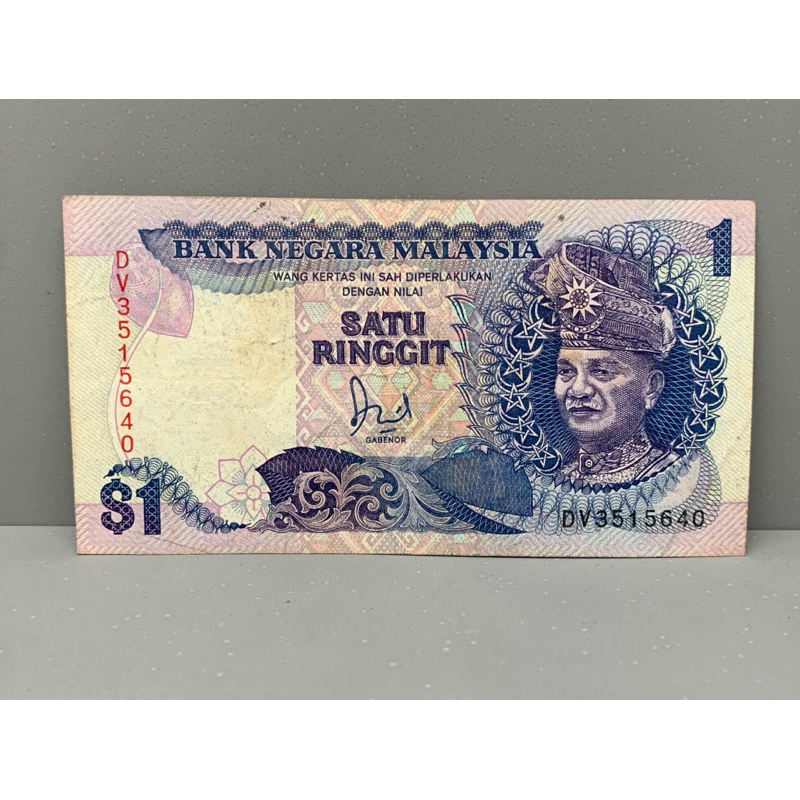 BANK NEGARA MALAYSIA
1
WANG KERTAS INI SAH DIPERLAKUKAN
DENGAN NILAI
SATU
RINGGIT
DV3515640
GABENOR
$1
DV3515640